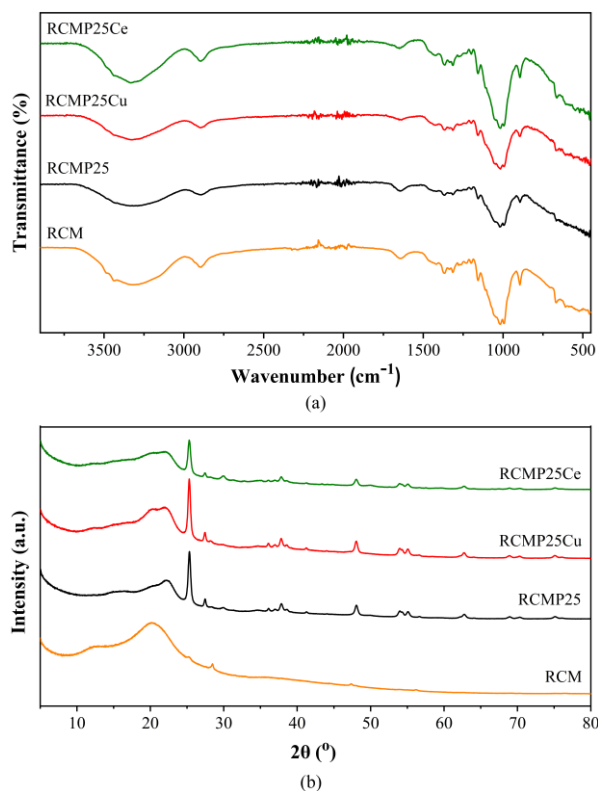 RCMP25Ce
RCMP25Cu
RCMP25
RCM
Transmittance (%)
3500 3000 2500 2000 1500 1000 500
Wavenumber (cm⁻¹)
(a)
RCMP25Ce
RCMP25Cu
RCMP25
RCM
Intensity (a.u.)
10 20 30 40 50 60 70 80
2θ (°)
(b)